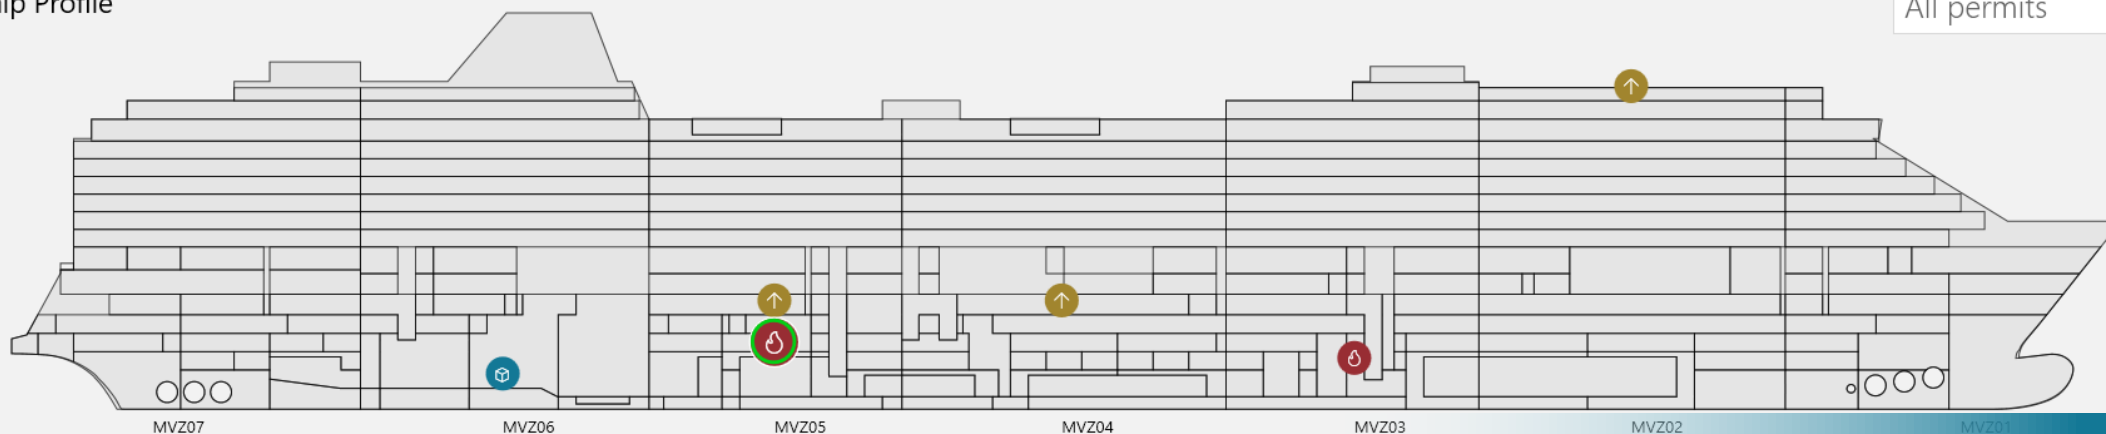 ip Profile
All permits
MVZ07 MVZ06 MVZ05 MVZ04 MVZ03 MVZ02 MVZ01